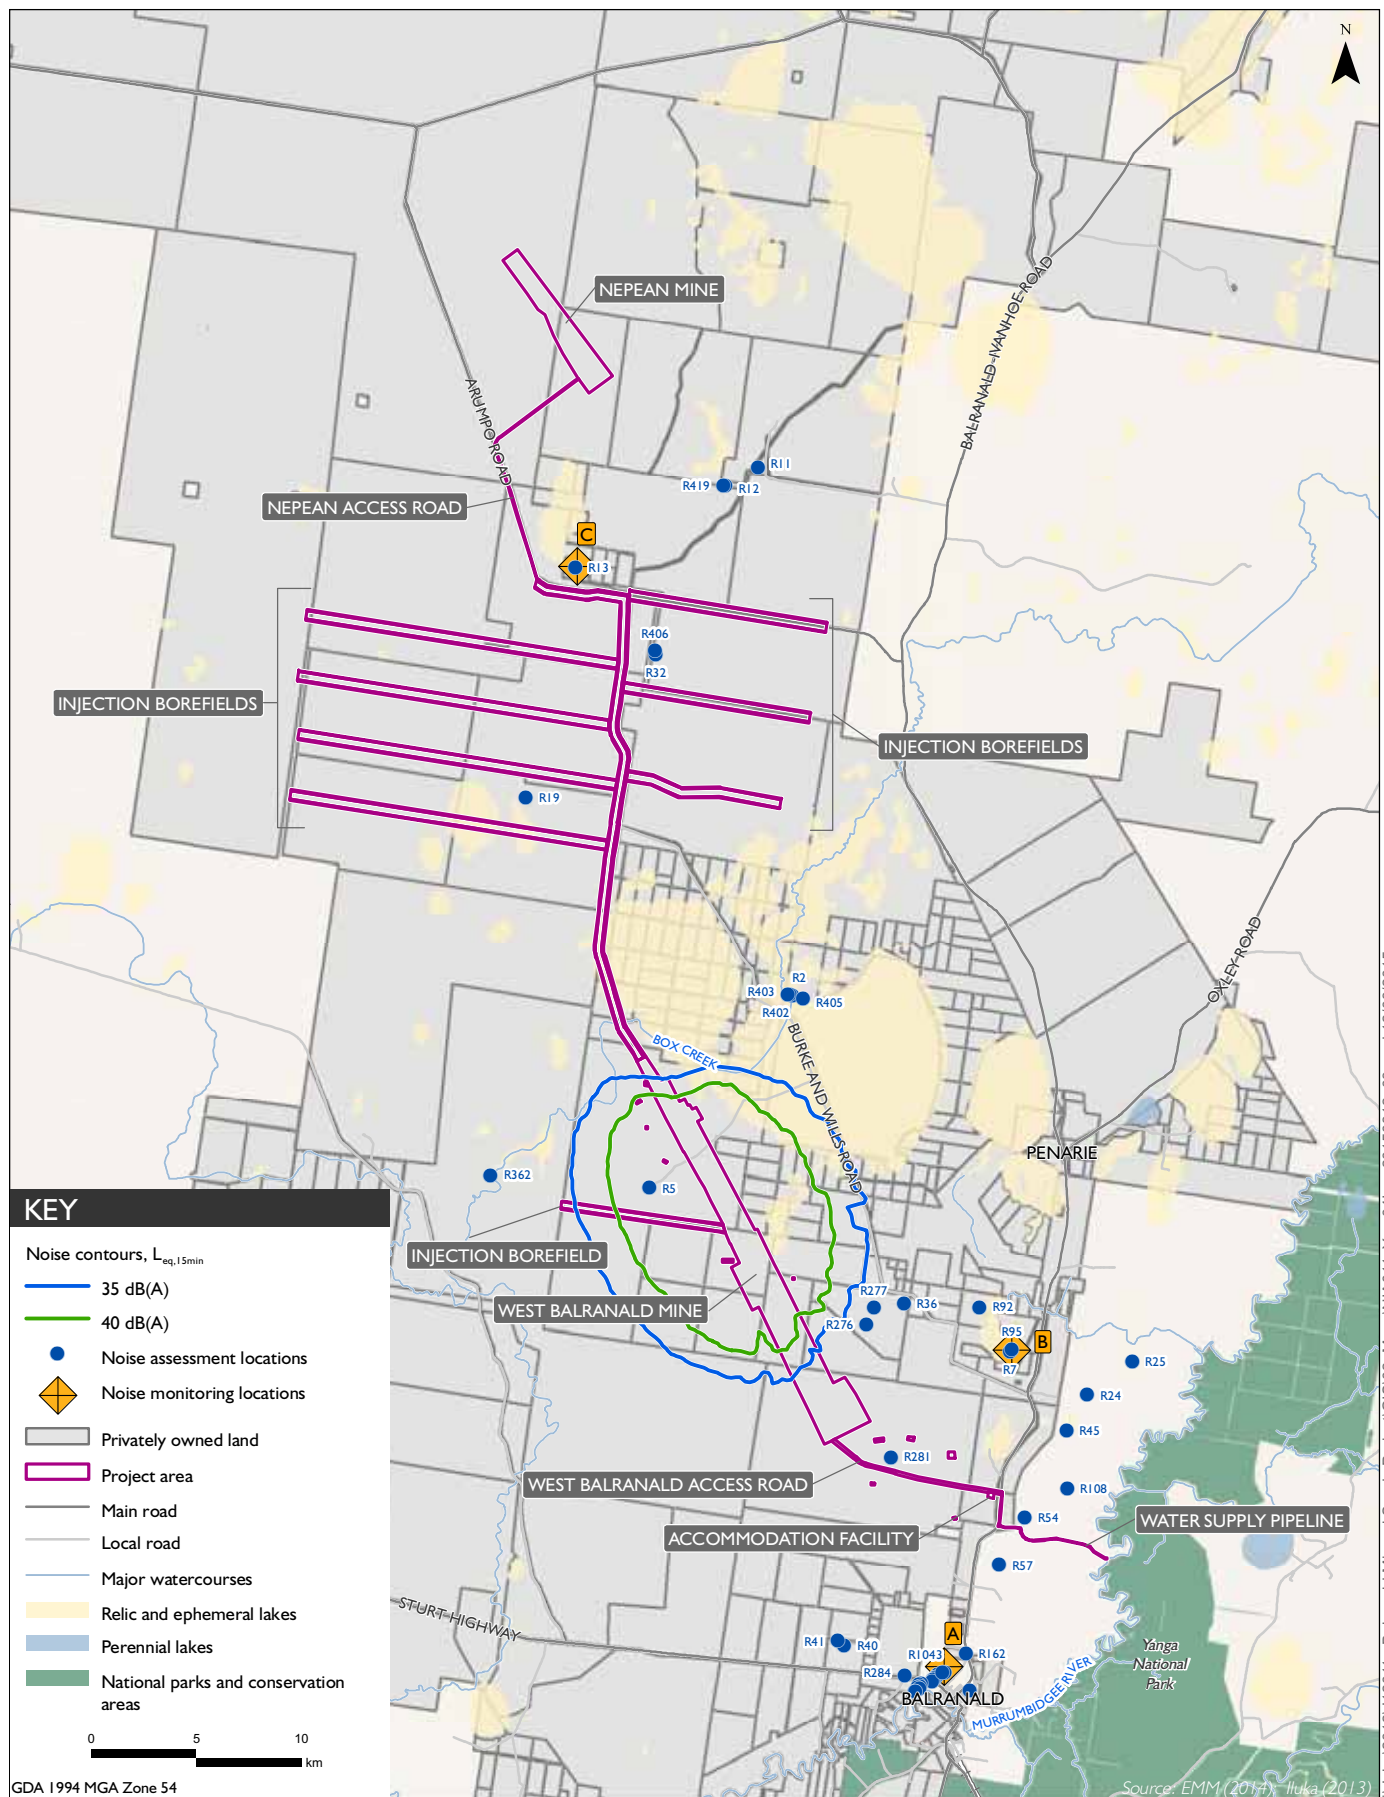 N
NEPEAN MINE
BALRANALD-IVANHOE ROAD
ARUMPO ROAD
R11
R419
R12
NEPEAN ACCESS ROAD
C
R13
R406
R32
INJECTION BOREFIELDS
INJECTION BOREFIELDS
R19
OXLEY ROAD
R2
R403
R405
R402
BURKE AND WILLS ROAD
BOX CREEK
PENARIE
R362
R5
INJECTION BOREFIELD
WEST BALRANALD MINE
R277
R36
R92
R276
R95
B
R7
R25
R24
R45
R281
WEST BALRANALD ACCESS ROAD
R108
R54
WATER SUPPLY PIPELINE
ACCOMMODATION FACILITY
R57
STURT HIGHWAY
A
R41
R40
R1043
R162
R284
BALRANALD
MURRUMBIDGEE RIVER
Yanga
National
Park
KEY
Noise contours, Leq,15min
35 dB(A)
40 dB(A)
Noise assessment locations
Noise monitoring locations
Privately owned land
Project area
Main road
Local road
Major watercourses
Relic and ephemeral lakes
Perennial lakes
National parks and conservation
areas
0 5 10
km
GDA 1994 MGA Zone 54
Source: EMM (2014); Iluka (2013)